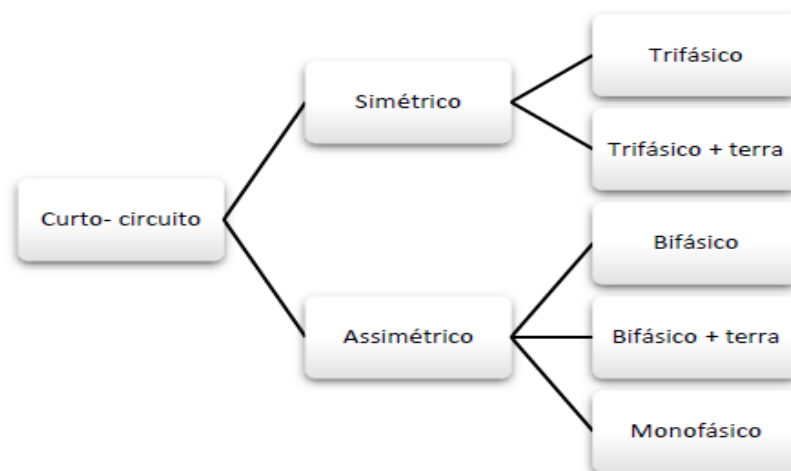 Curto- circuito
Simétrico
Trifásico
Trifásico + terra
Assimétrico
Bifásico
Bifásico + terra
Monofásico